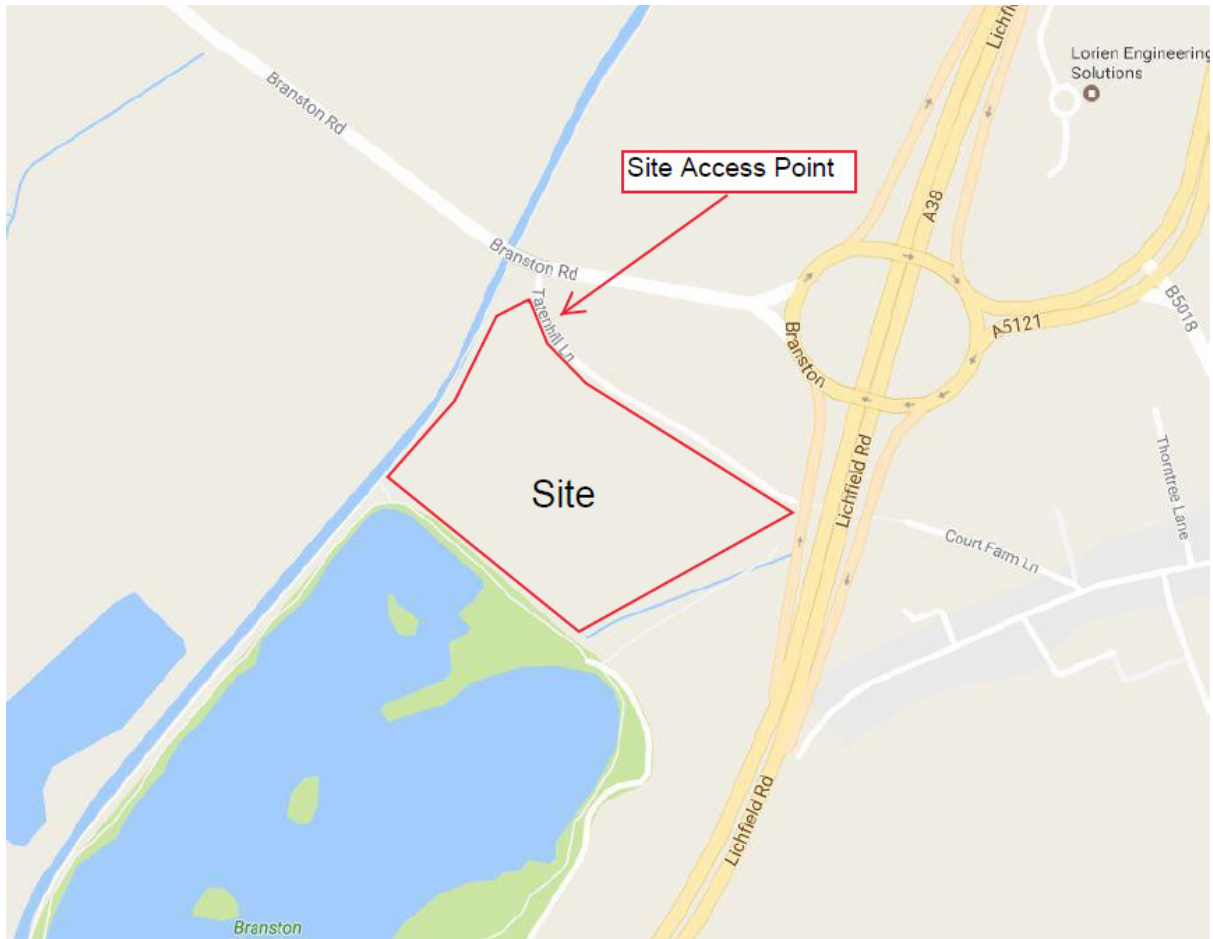 Lichfield
Lorien Engineering
Solutions
Branston Rd
Site Access Point
A38
Branston Rd
Tatenhill Ln
B5018
A5121
Branston
Lichfield Rd
Thorntree Lane
Site
Court Farm Ln
Lichfield Rd
Branston